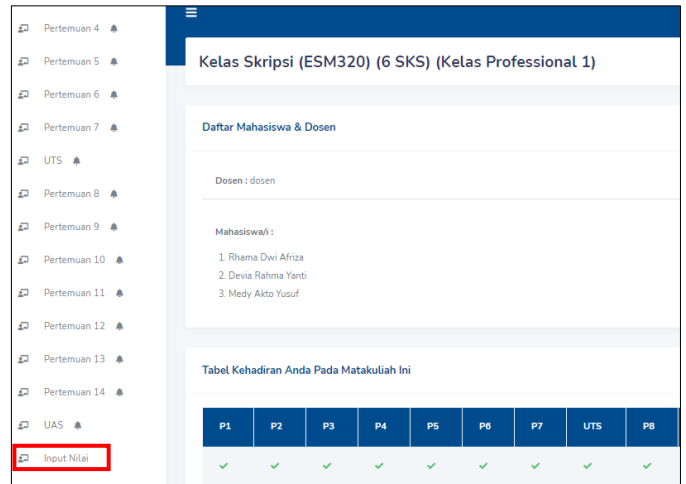 Pertemuan 4
Pertemuan 5
Pertemuan 6
Pertemuan 7
UTS
Pertemuan 8
Pertemuan 9
Pertemuan 10
Pertemuan 11
Pertemuan 12
Pertemuan 13
Pertemuan 14
UAS
Input Nilai
Kelas Skripsi (ESM320) (6 SKS) (Kelas Professional 1)
Daftar Mahasiswa & Dosen
Dosen : dosen
Mahasiswa/i :
1. Rhama Dwi Afriza
2. Devia Rahma Yanti
3. Medy Akto Yusuf
Tabel Kehadiran Anda Pada Matakuliah Ini
P1 P2 P3 P4 P5 P6 P7 UTS P8